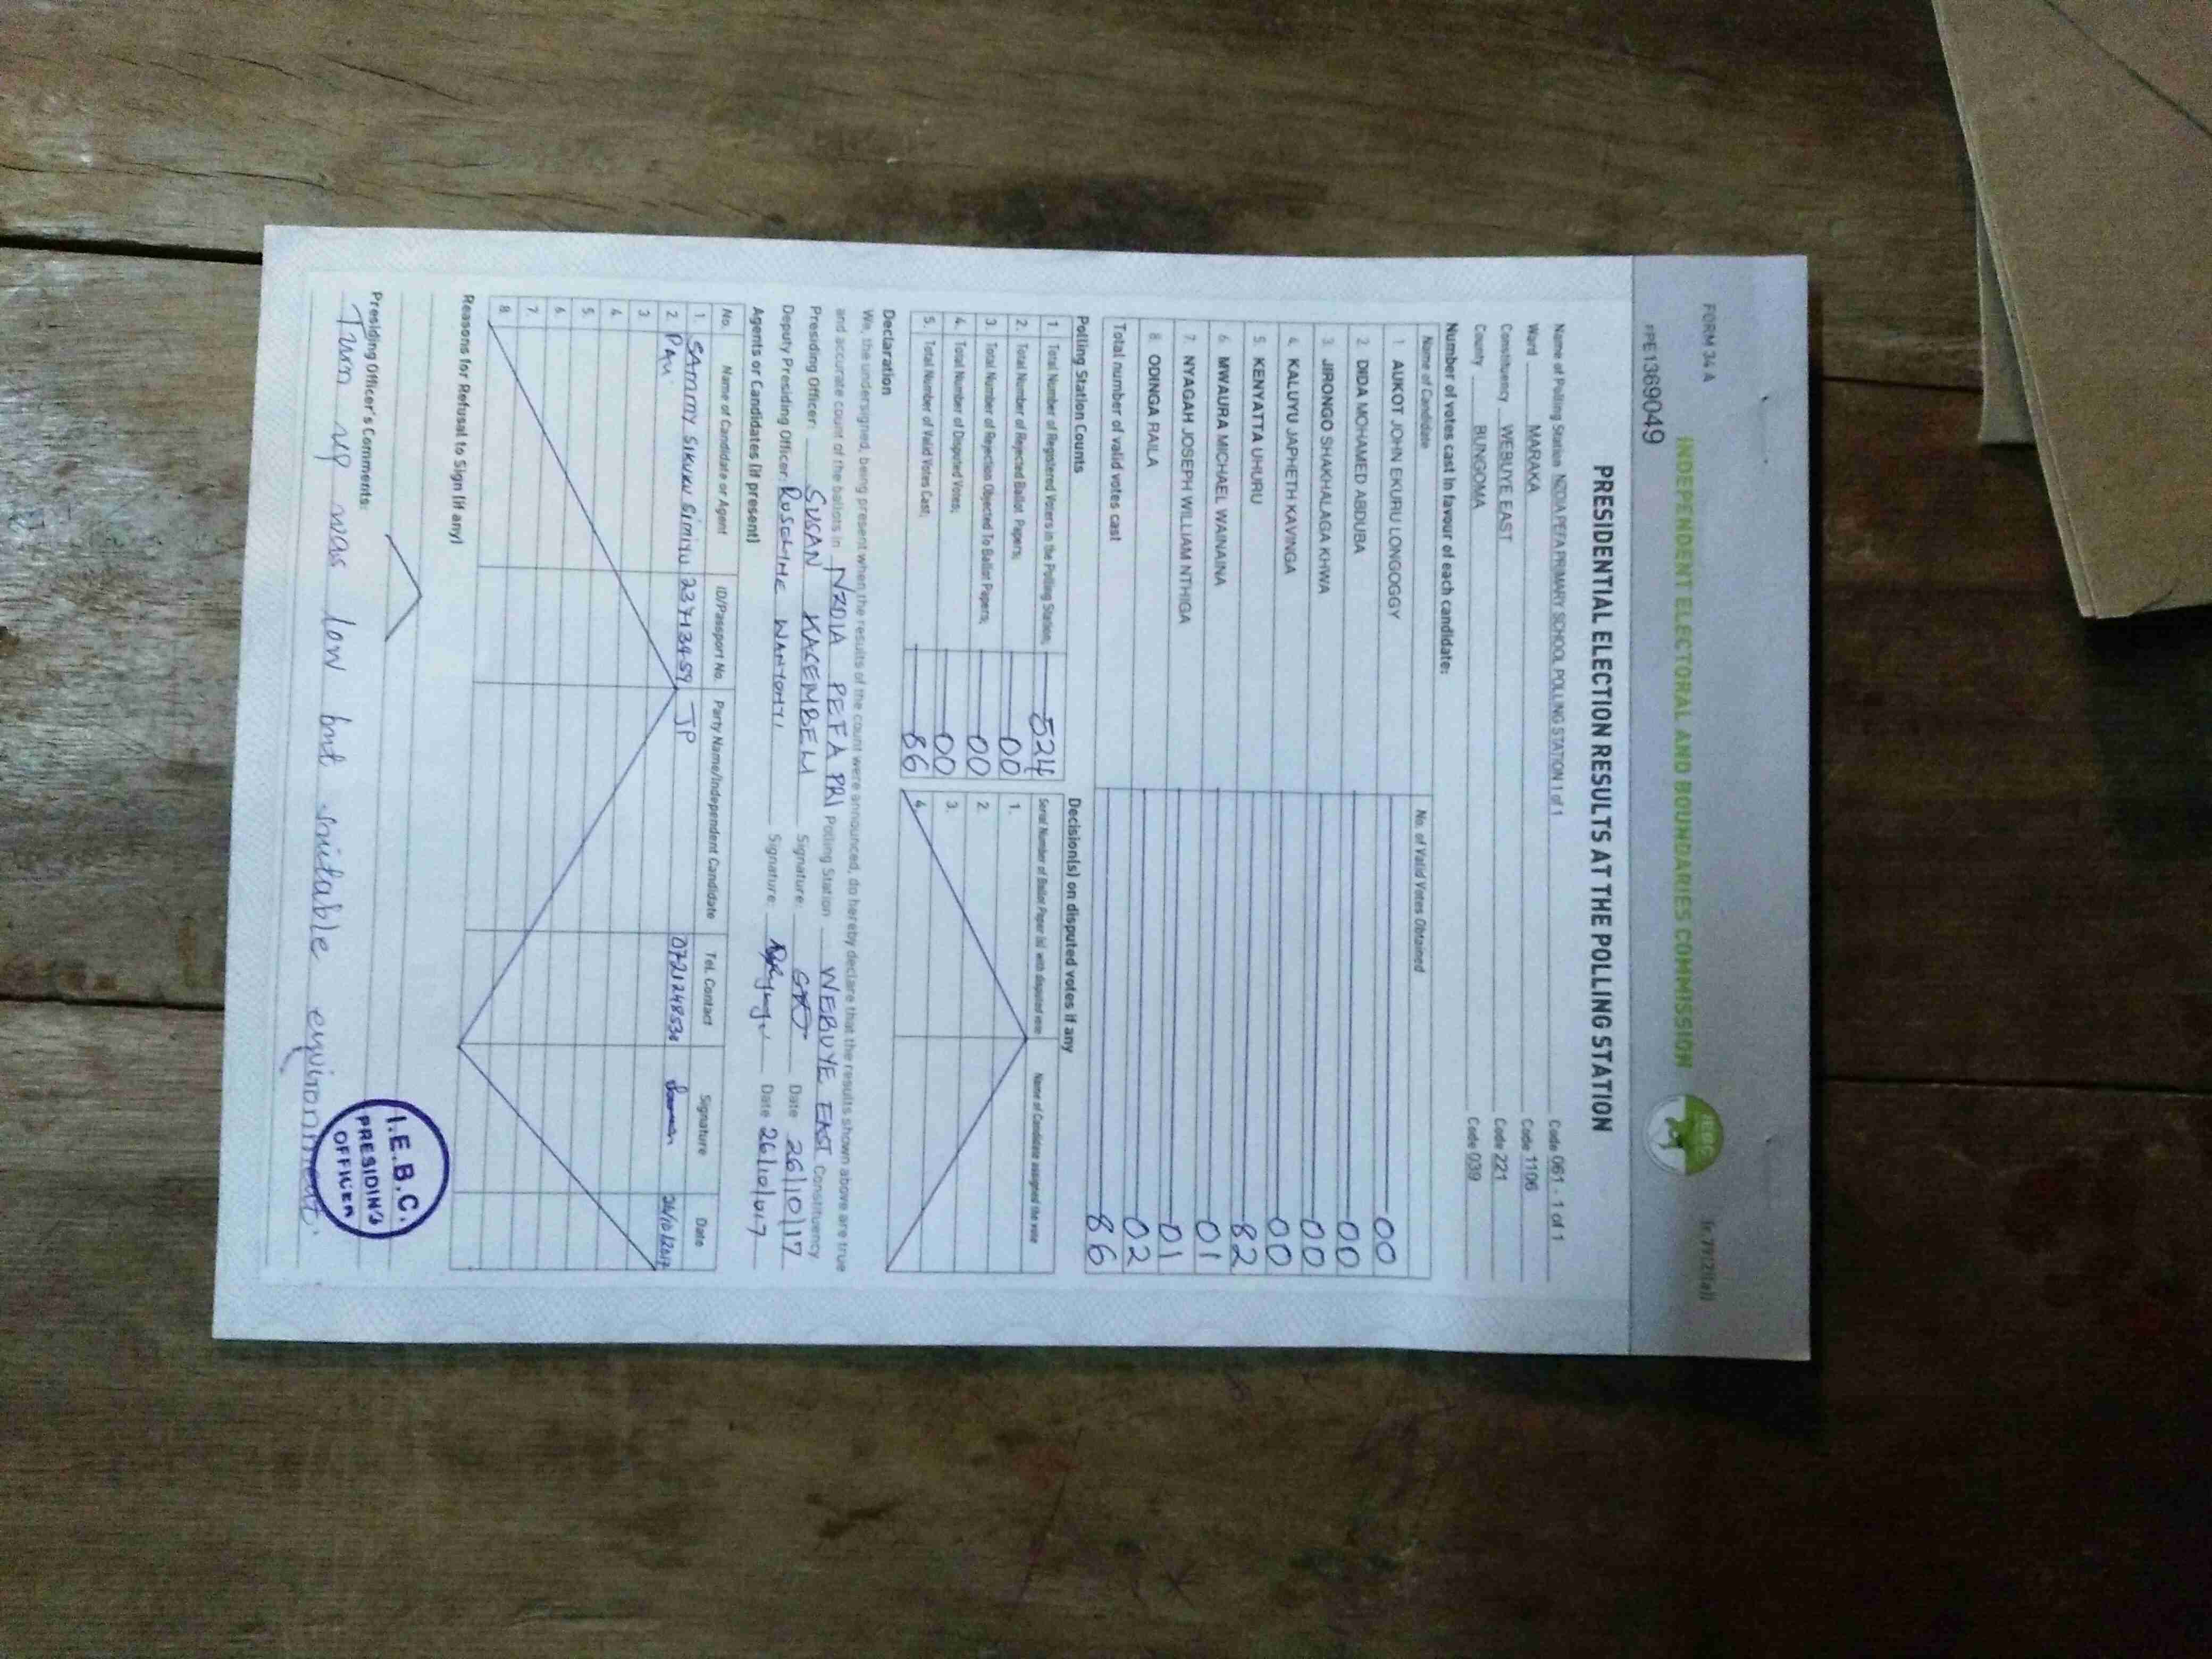 FORM 34 A
INDEPENDENT ELECTORAL AND BOUNDARIES COMMISSION
IEBC
PRE1369049
PRESIDENTIAL ELECTION RESULTS AT THE POLLING STATION
Name of Polling Station NZOIA PEFA PRIMARY SCHOOL POLLING STATION 1 of 1 Code 061 - 1 of 1
Ward MARAKA Code 1106
Constituency WEBUYE EAST Code 221
County BUNGOMA Code 039
Number of votes cast in favour of each candidate:
Name of Candidate No. of Valid Votes Obtained
1. AUKOT JOHN EKURU LONGOGGY 00
2. DIDA MOHAMED ABDUBA 00
3. JIRONGO SHAKHALAGA KHWA 00
4. KALUYU JAPHETH KAVINGA 00
5. KENYATTA UHURU 82
6. MWAURA MICHAEL WAINAINA 01
7. NYAGAH JOSEPH WILLIAM NTHIGA 01
8. ODINGA RAILA 02
Total number of valid votes cast 86
Polling Station Counts
1. Total Number of Registered Voters in the Polling Station; 524
2. Total Number of Rejected Ballot Papers; 00
3. Total Number of Rejection Objected To Ballot Papers; 00
4. Total Number of Disputed Votes; 00
5. Total Number of Valid Votes Cast; 86
Decision(s) on disputed votes if any
Serial Number of Ballot Paper (s) with disputed vote Name of Candidate assigned the vote
1.
2.
3.
4.
Declaration
We, the undersigned, being present when the results of the count were announced, do hereby declare that the results shown above are true
and accurate count of the ballots in NZOIA PEFA PRI Polling Station WEBUYE EAST Constituency
Presiding Officer: SUSAN Signature: Date 26/10/17
Deputy Presiding Officer: Signature: Date 26/10/017
Agents or Candidates (if present)
No. Name of Candidate or Agent ID/Passport No. Party Name/Independent Candidate Tel. Contact Signature Date
1. SAMMY SIKUKU SIMIYU 23713459 JP 0721248530 26/10/2017
2.
3.
4.
5.
6.
7.
8.
Reasons for Refusal to Sign (if any)
Presiding Officer's Comments:
Turn up was low but suitable environment.
I.E.B.C.
PRESIDING
OFFICER